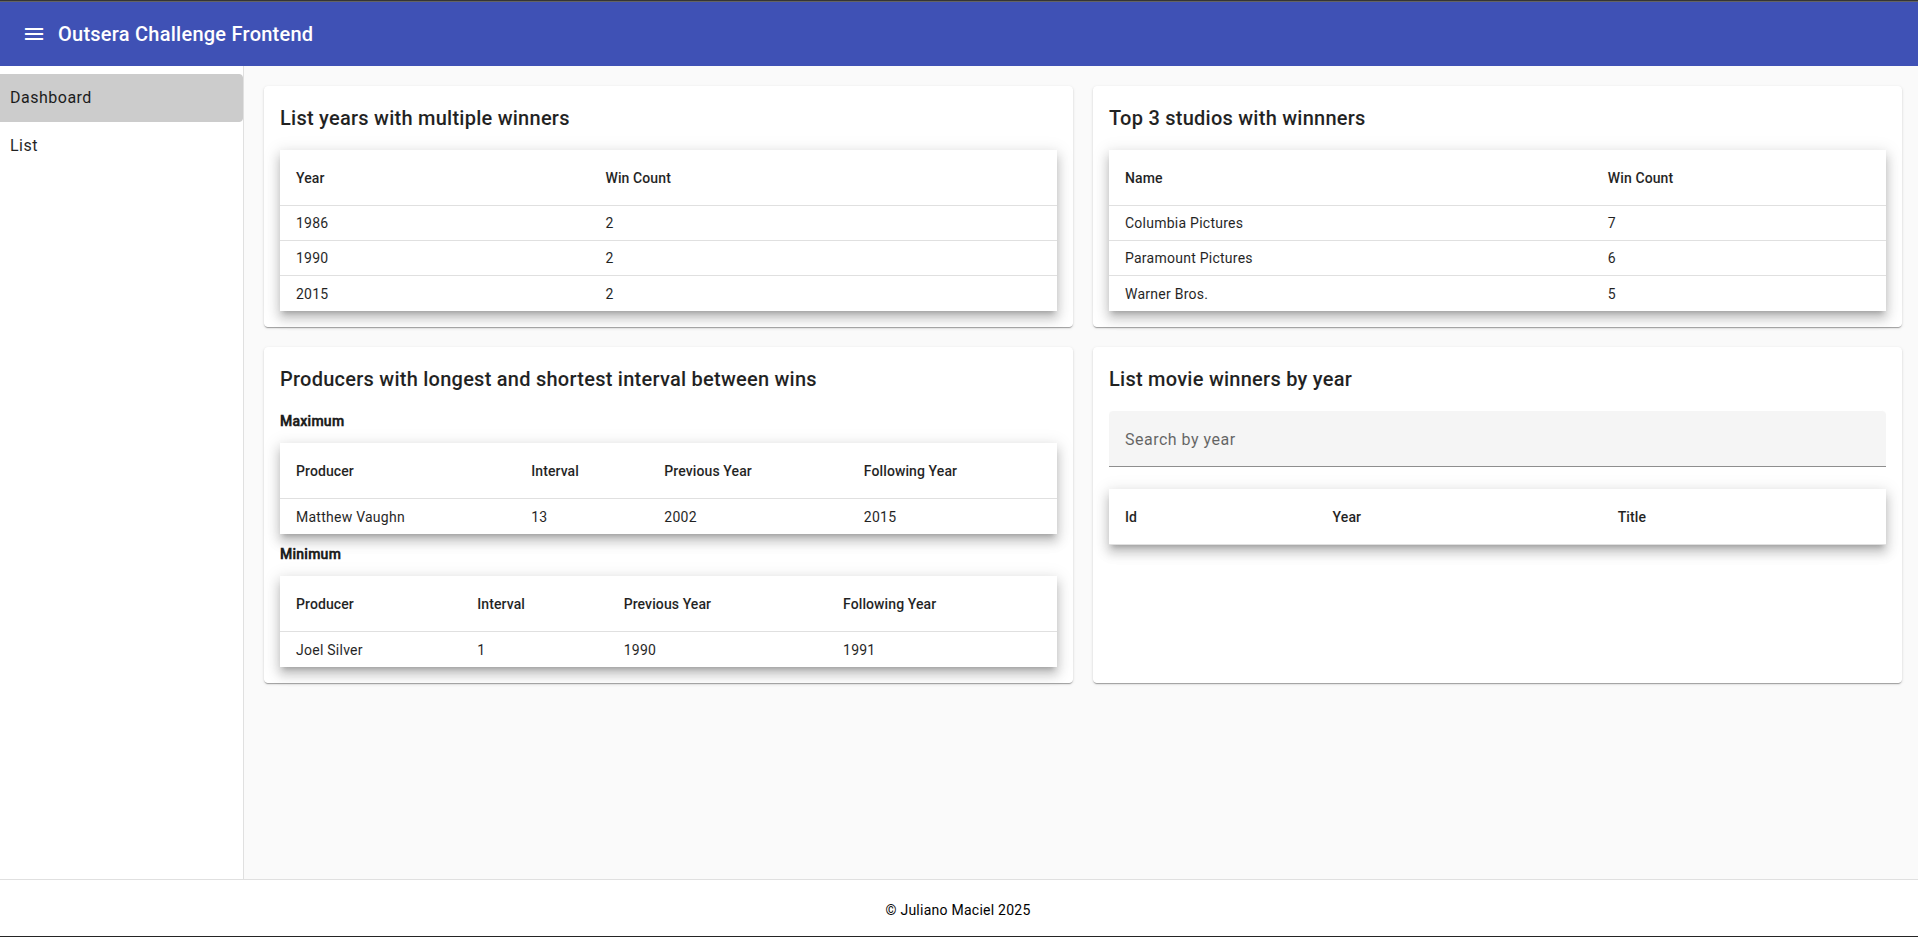 Outsera Challenge Frontend
Dashboard
List
List years with multiple winners
Year Win Count
1986 2
1990 2
2015 2
Top 3 studios with winnners
Name Win Count
Columbia Pictures 7
Paramount Pictures 6
Warner Bros. 5
Producers with longest and shortest interval between wins
Maximum
Producer Interval Previous Year Following Year
Matthew Vaughn 13 2002 2015
Minimum
Producer Interval Previous Year Following Year
Joel Silver 1 1990 1991
List movie winners by year
Search by year
Id Year Title
© Juliano Maciel 2025